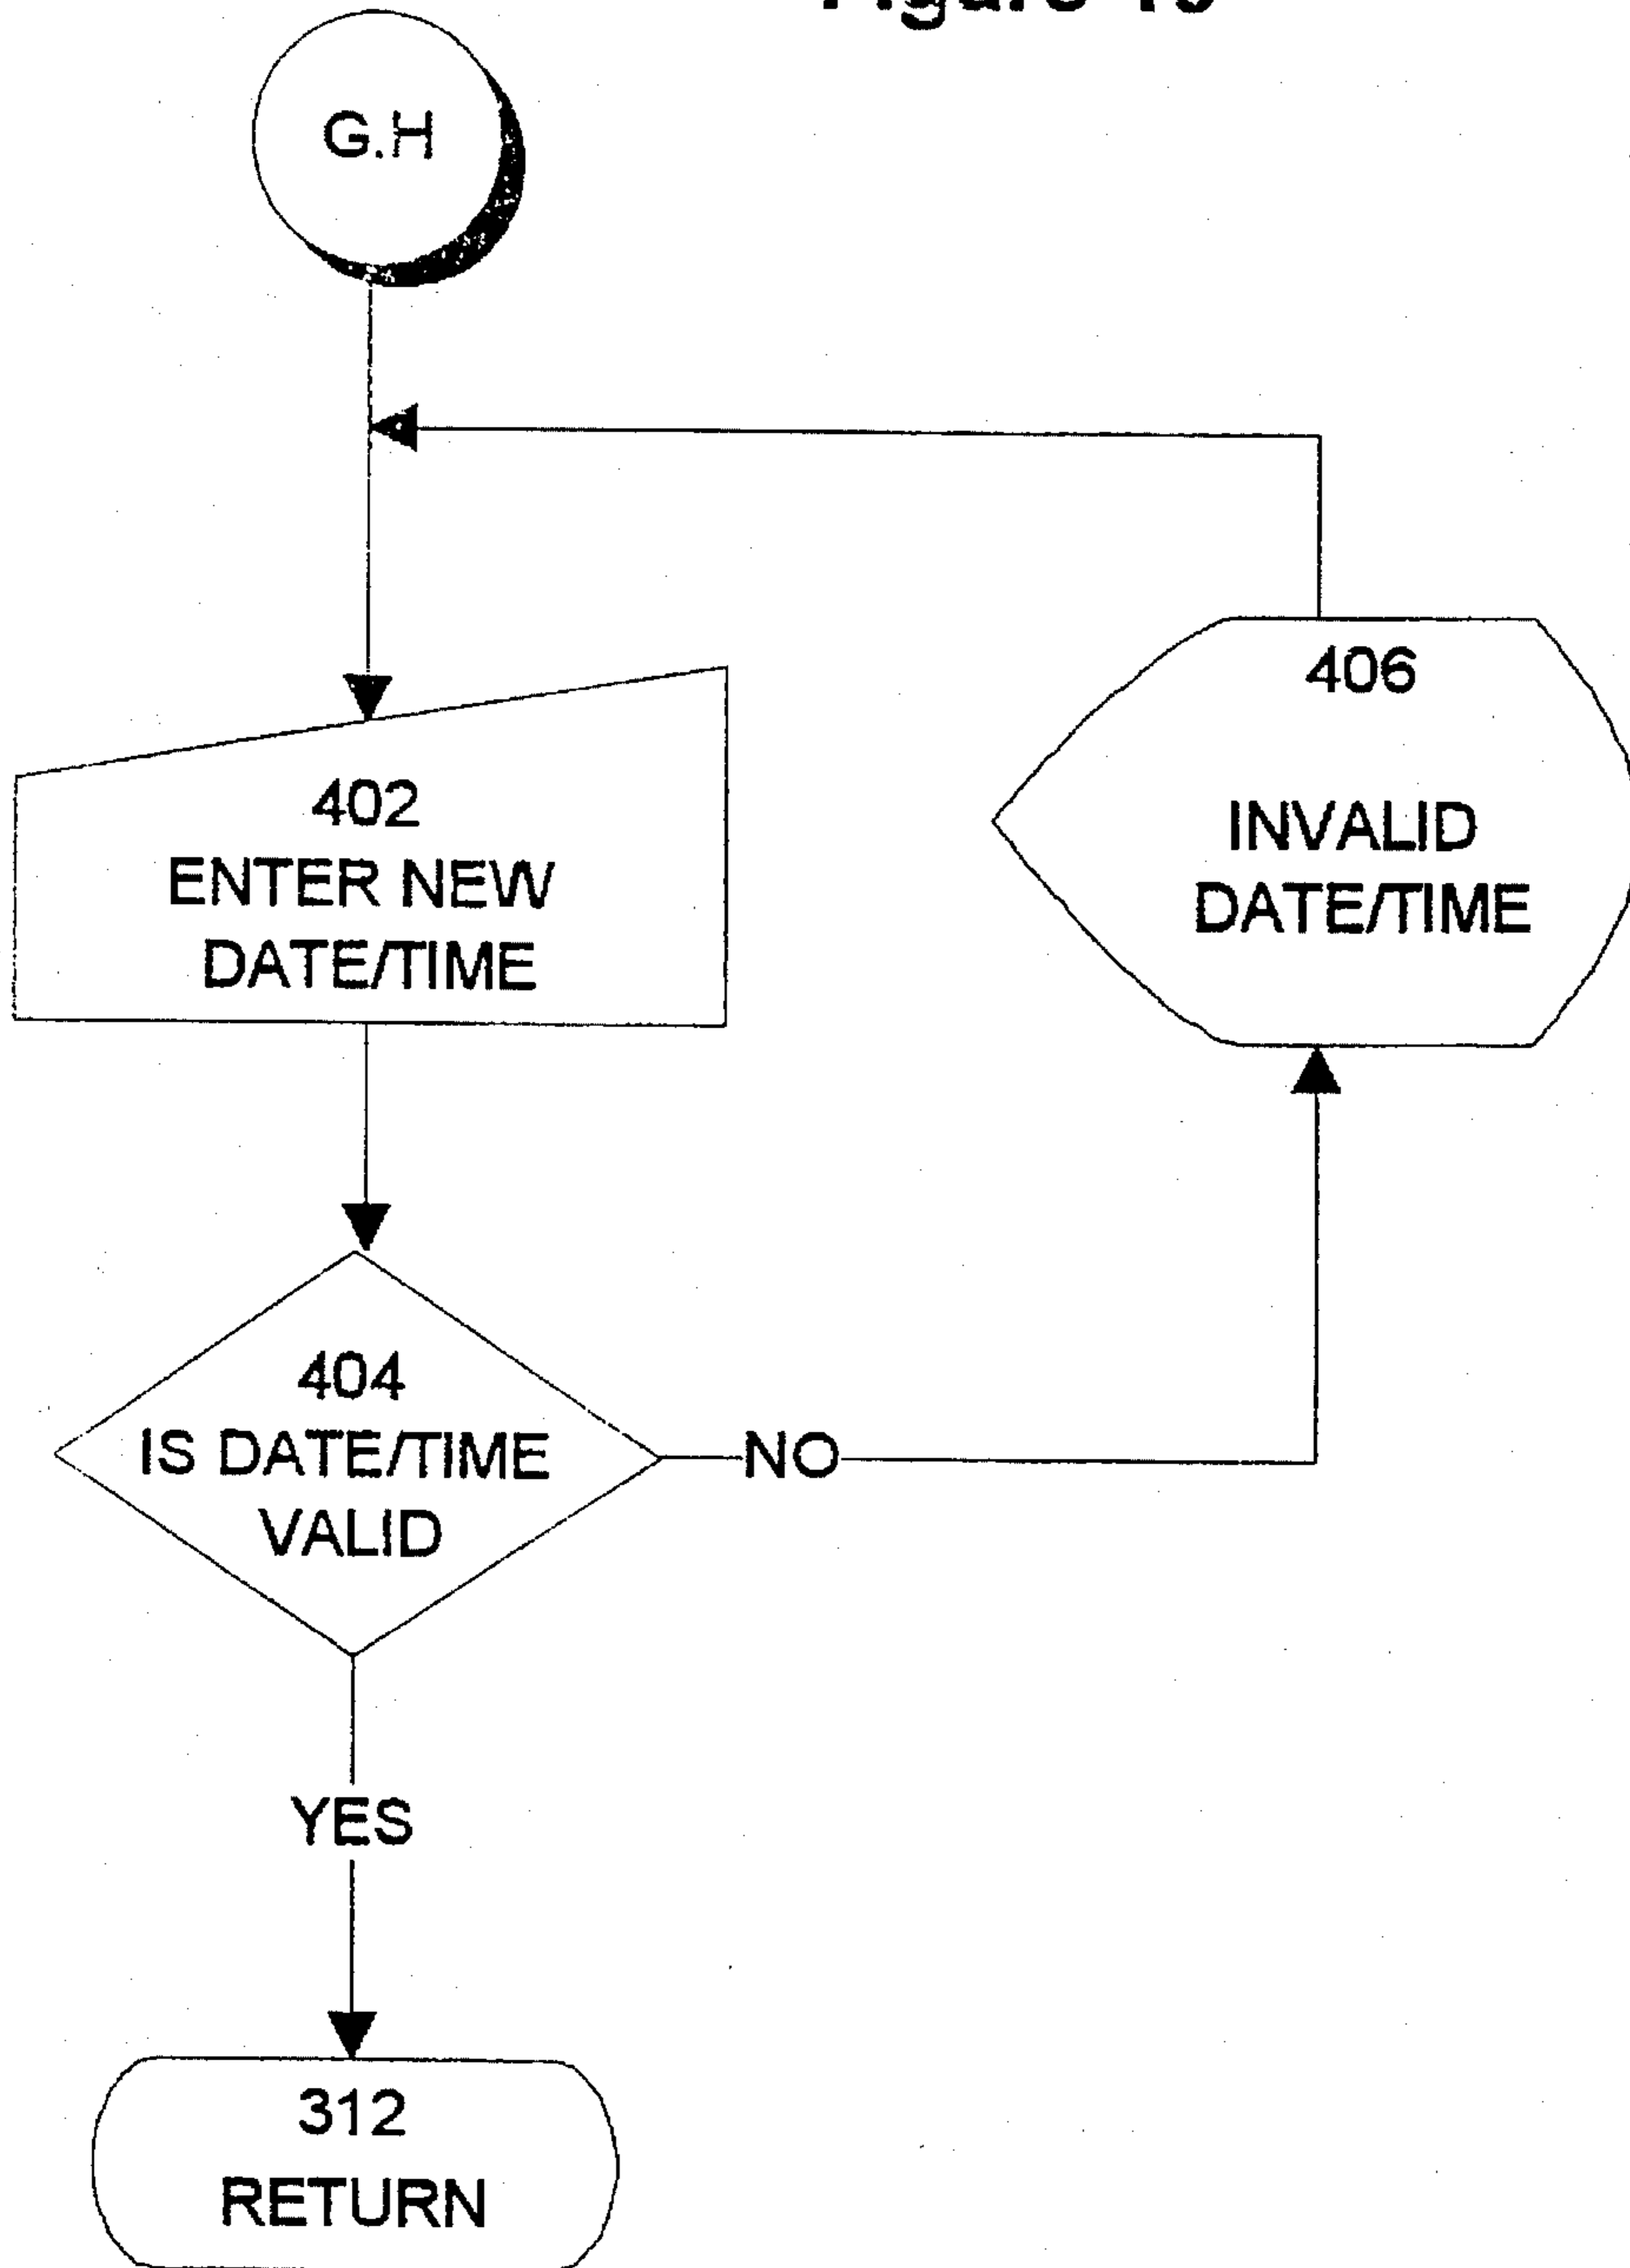 G.H
402
ENTER NEW
DATE/TIME
406
INVALID
DATE/TIME
404
IS DATE/TIME
VALID
NO
YES
312
RETURN